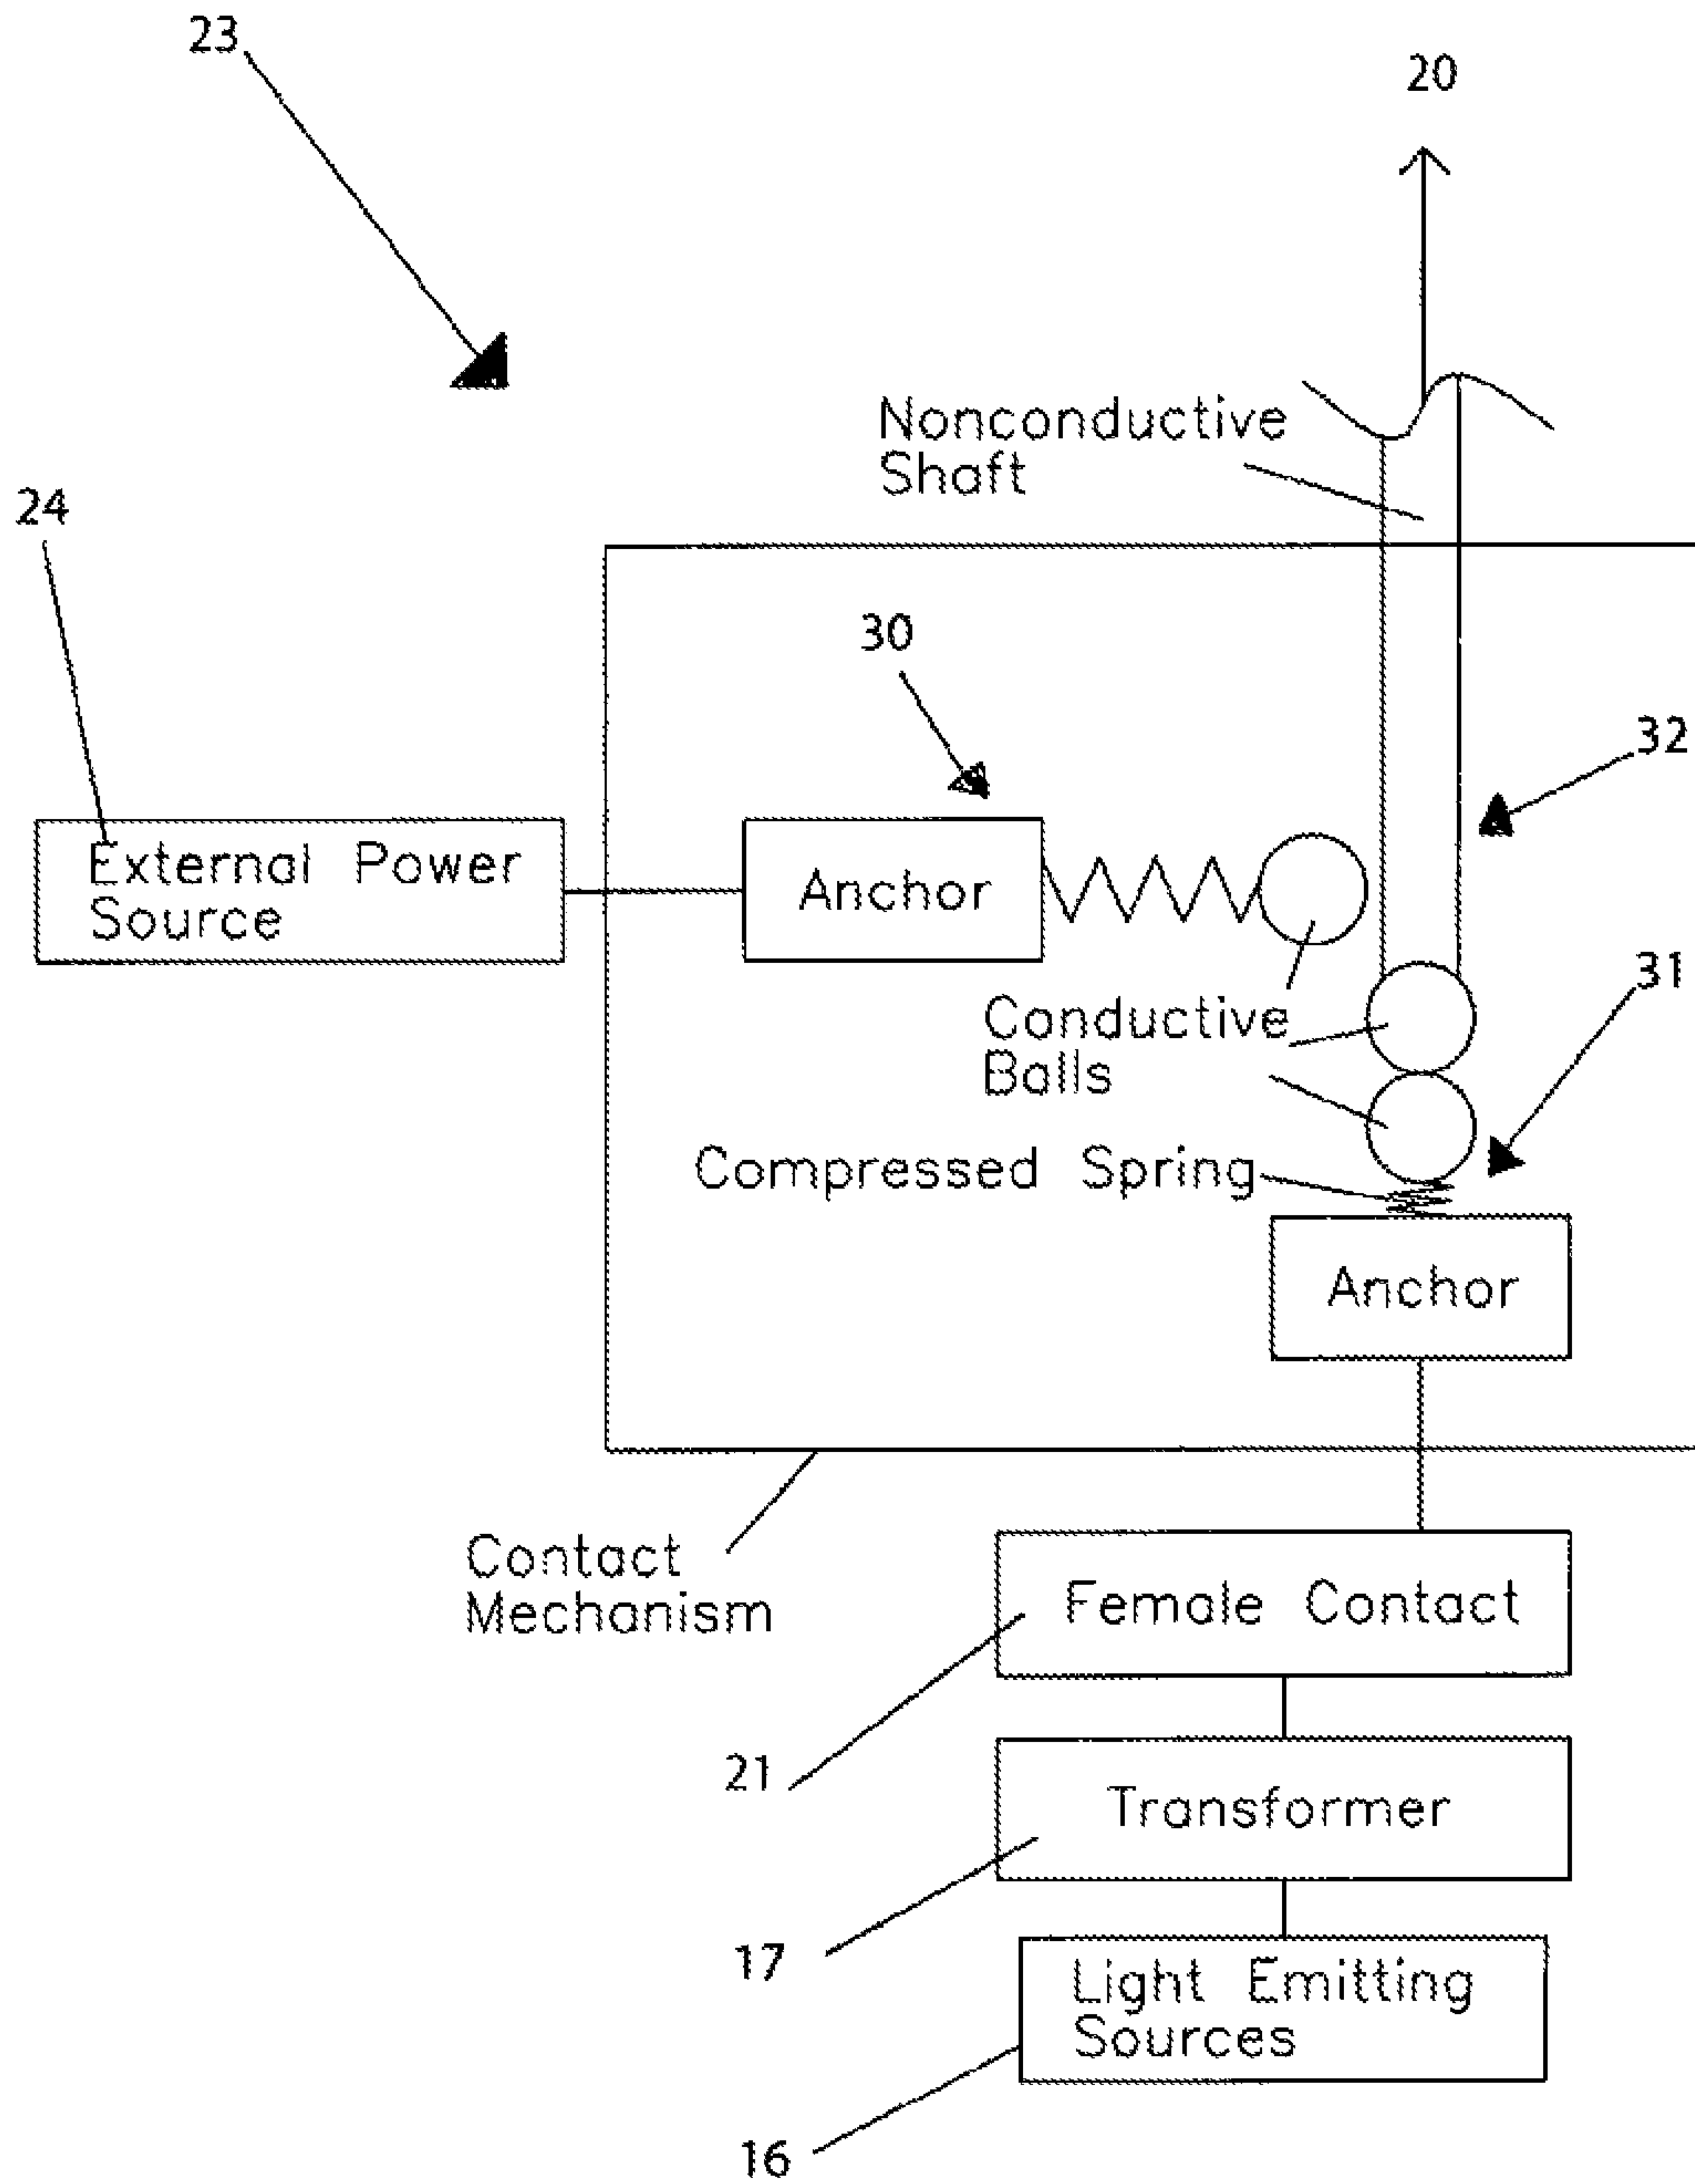 23
20
Nonconductive
Shaft
24
30
32
External Power
Source
Anchor
31
Conductive
Balls
Compressed Spring
Anchor
Contact
Mechanism
Female Contact
21
Transformer
17
Light Emitting
Sources
16